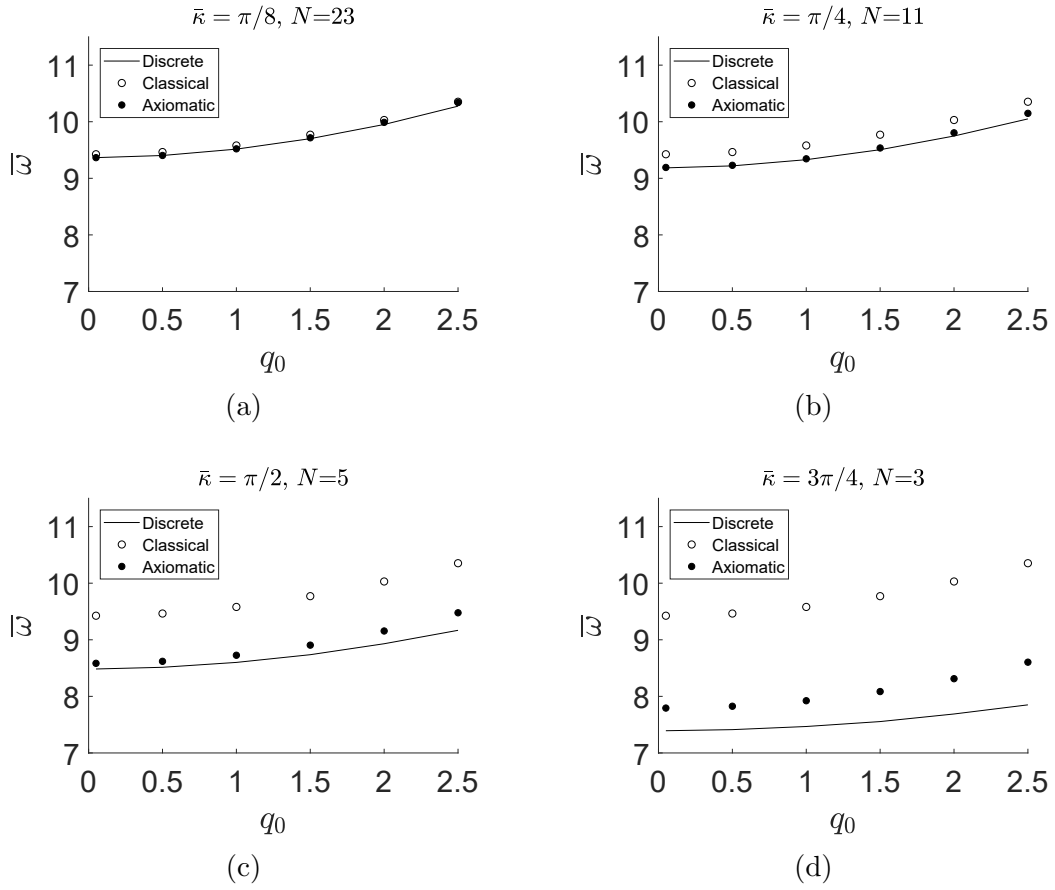 κ̄ = π/8, N=23
11
10
9
8
7
ω̄
Discrete
Classical
Axiomatic
0 0.5 1 1.5 2 2.5
q₀
(a)
κ̄ = π/4, N=11
11
10
9
8
7
ω̄
Discrete
Classical
Axiomatic
0 0.5 1 1.5 2 2.5
q₀
(b)
κ̄ = π/2, N=5
11
10
9
8
7
ω̄
Discrete
Classical
Axiomatic
0 0.5 1 1.5 2 2.5
q₀
(c)
κ̄ = 3π/4, N=3
11
10
9
8
7
ω̄
Discrete
Classical
Axiomatic
0 0.5 1 1.5 2 2.5
q₀
(d)